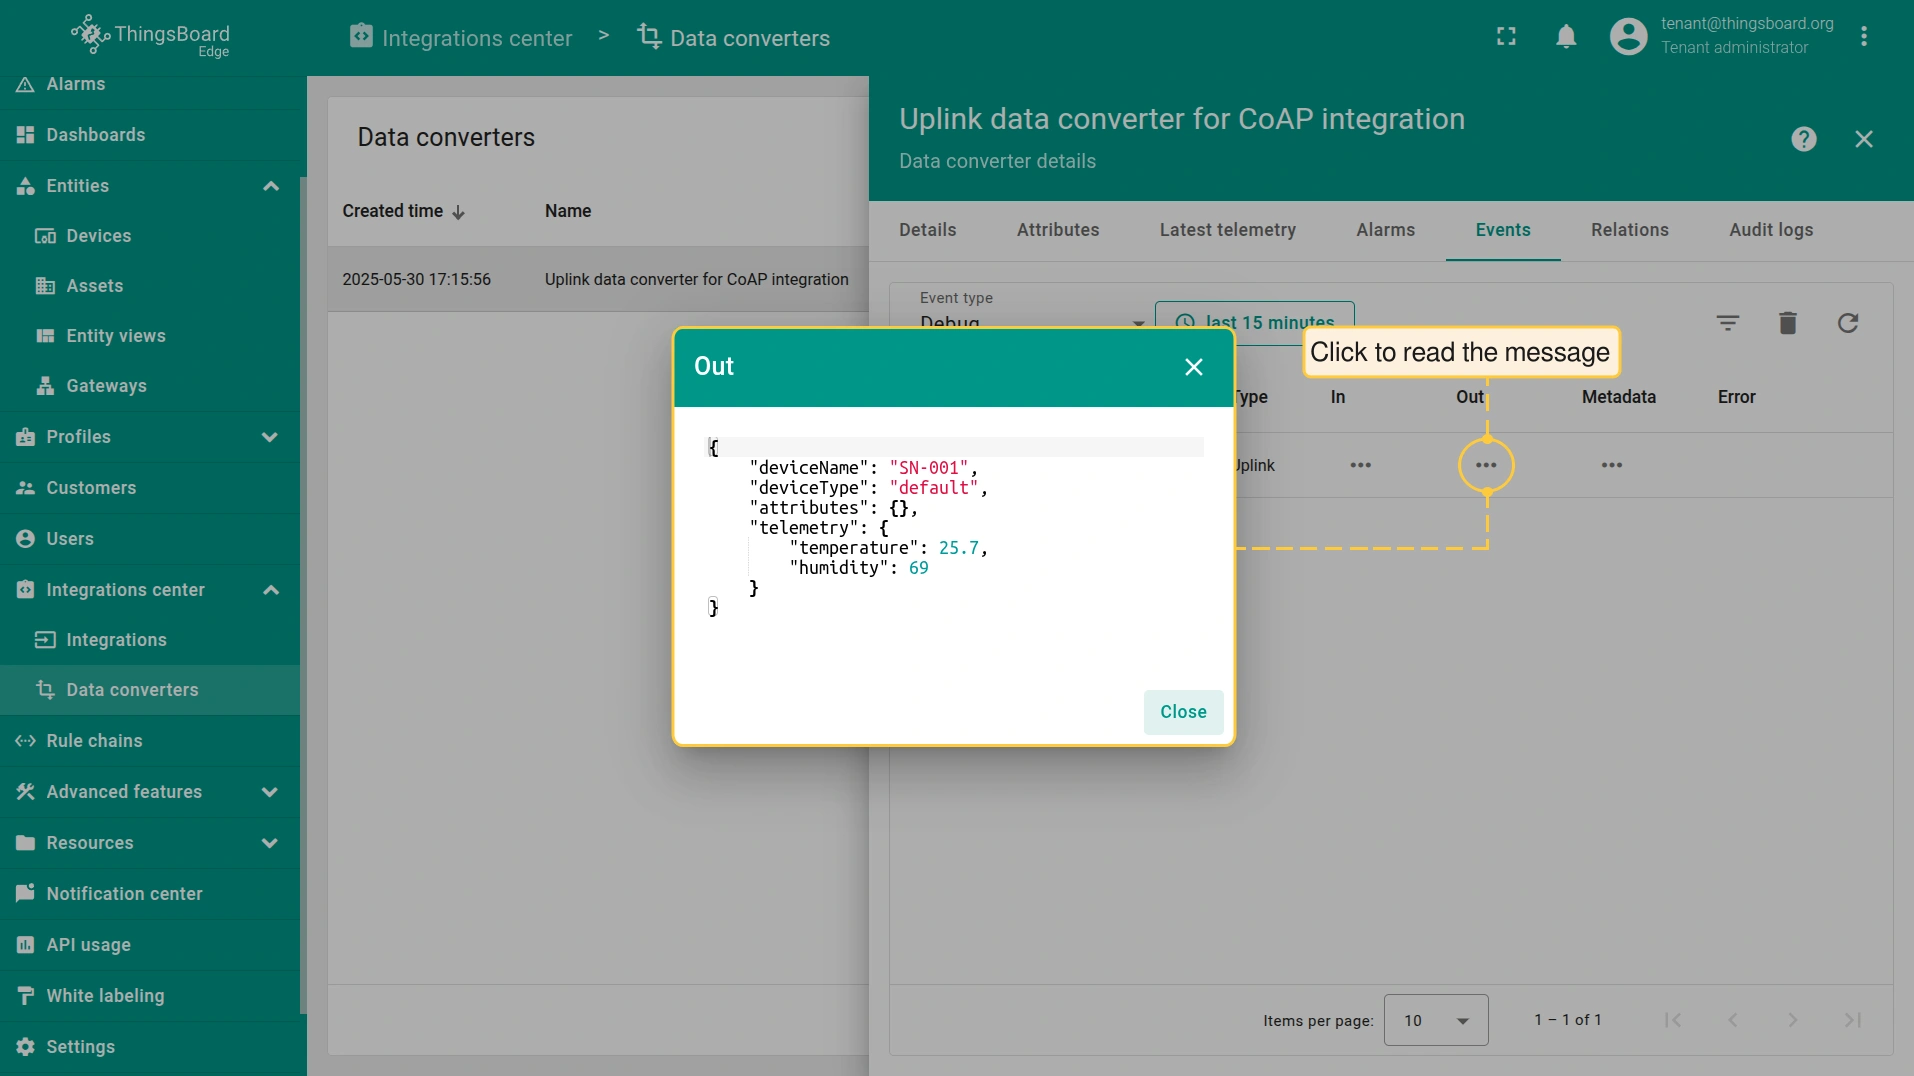 ThingsBoard
Edge
Integrations center > Data converters
tenant@thingsboard.org
Tenant administrator
Alarms
Dashboards
Entities
Devices
Assets
Entity views
Gateways
Profiles
Customers
Users
Integrations center
Integrations
Data converters
Rule chains
Advanced features
Resources
Notification center
API usage
White labeling
Settings
Data converters
Created time Name
2025-05-30 17:15:56 Uplink data converter for CoAP integration
Uplink data converter for CoAP integration
Data converter details
Details Attributes Latest telemetry Alarms Events Relations Audit logs
Event type
Debug last 15 minutes
Click to read the message
Type In Out Metadata Error
Uplink ••• ••• •••
Out
{
"deviceName": "SN-001",
"deviceType": "default",
"attributes": {},
"telemetry": {
"temperature": 25.7,
"humidity": 69
}
}
Close
Items per page: 10 1 – 1 of 1